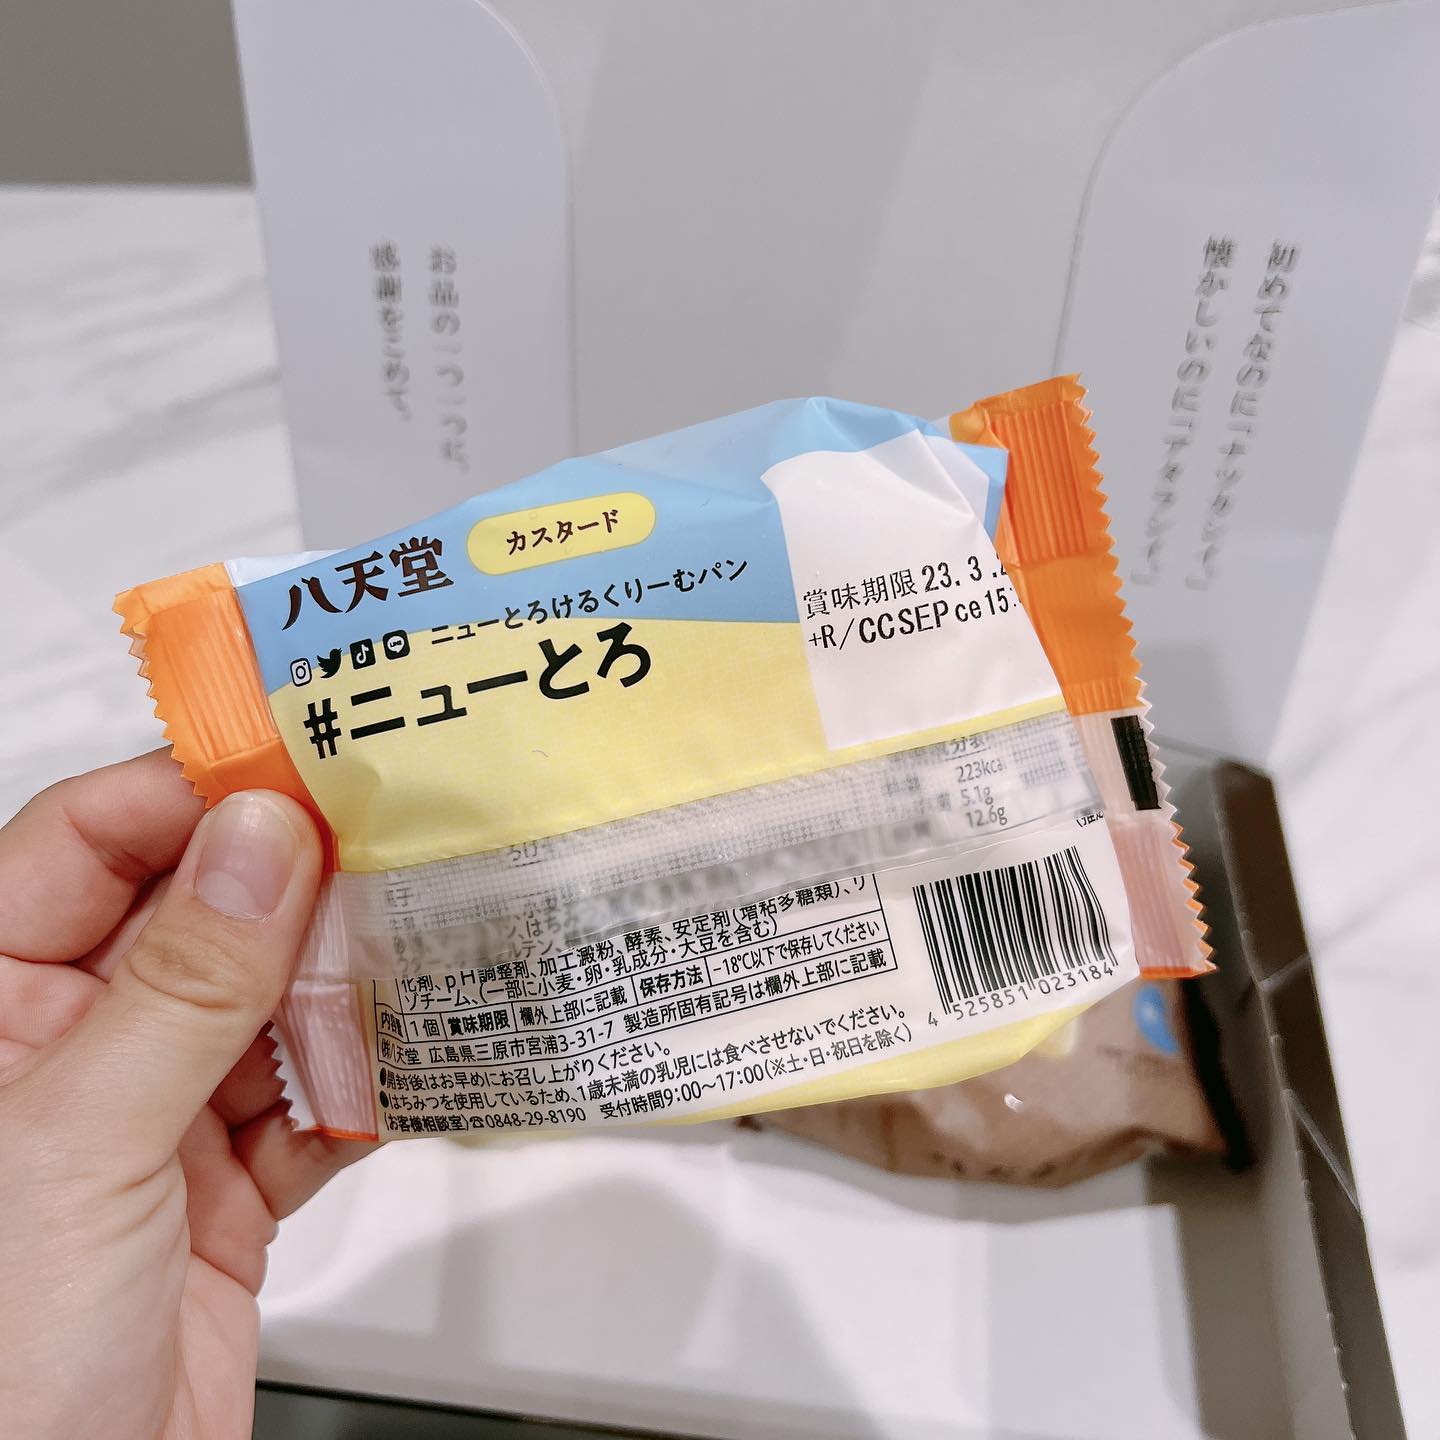 お品の一つ一つに、
感謝をこめて。
初めてなのに「ナツカシイ」
懐かしいのに「アタラシイ」
八天堂 カスタード
ニューとろけるくりーむパン
#ニューとろ
賞味期限 23. 3 .
+R/CCSEP ce 15:
223kcal
5.1g
12.6g
化剤、pH調整剤、加工澱粉、酵素、安定剤(増粘多糖類)、リ
ゾチーム、(一部に小麦・卵・乳成分・大豆を含む)
内容量 1個 賞味期限 欄外上部に記載 保存方法 -18℃以下で保存してください
㈱八天堂 広島県三原市宮浦3-31-7 製造所固有記号は欄外上部に記載
●開封後はお早めにお召し上がりください。
●はちみつを使用しているため、1歳未満の乳児には食べさせないでください。
(お客様相談室)☎0848-29-8190 受付時間9:00〜17:00(※土・日・祝日を除く)
4 525851 023184